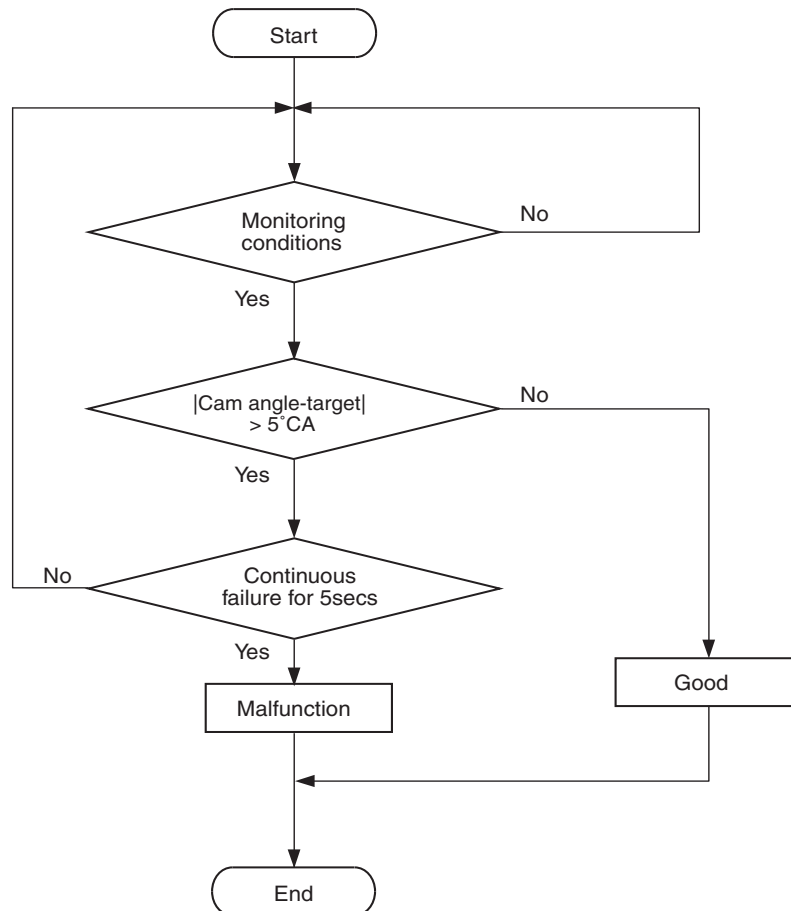 Start
Monitoring
conditions
No
Yes
|Cam angle-target|
> 5˚CA
No
Yes
Continuous
failure for 5secs
No
Yes
Malfunction
Good
End